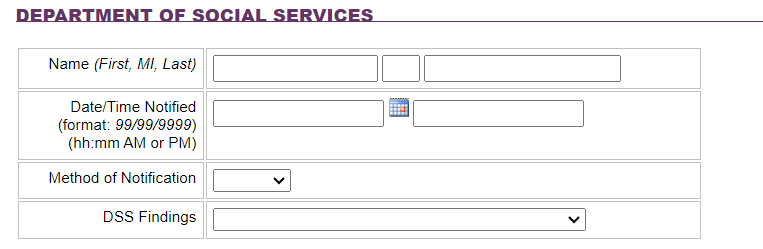 DEPARTMENT OF SOCIAL SERVICES
Name (First, MI, Last)
Date/Time Notified
(format: 99/99/9999)
(hh:mm AM or PM)
Method of Notification
DSS Findings